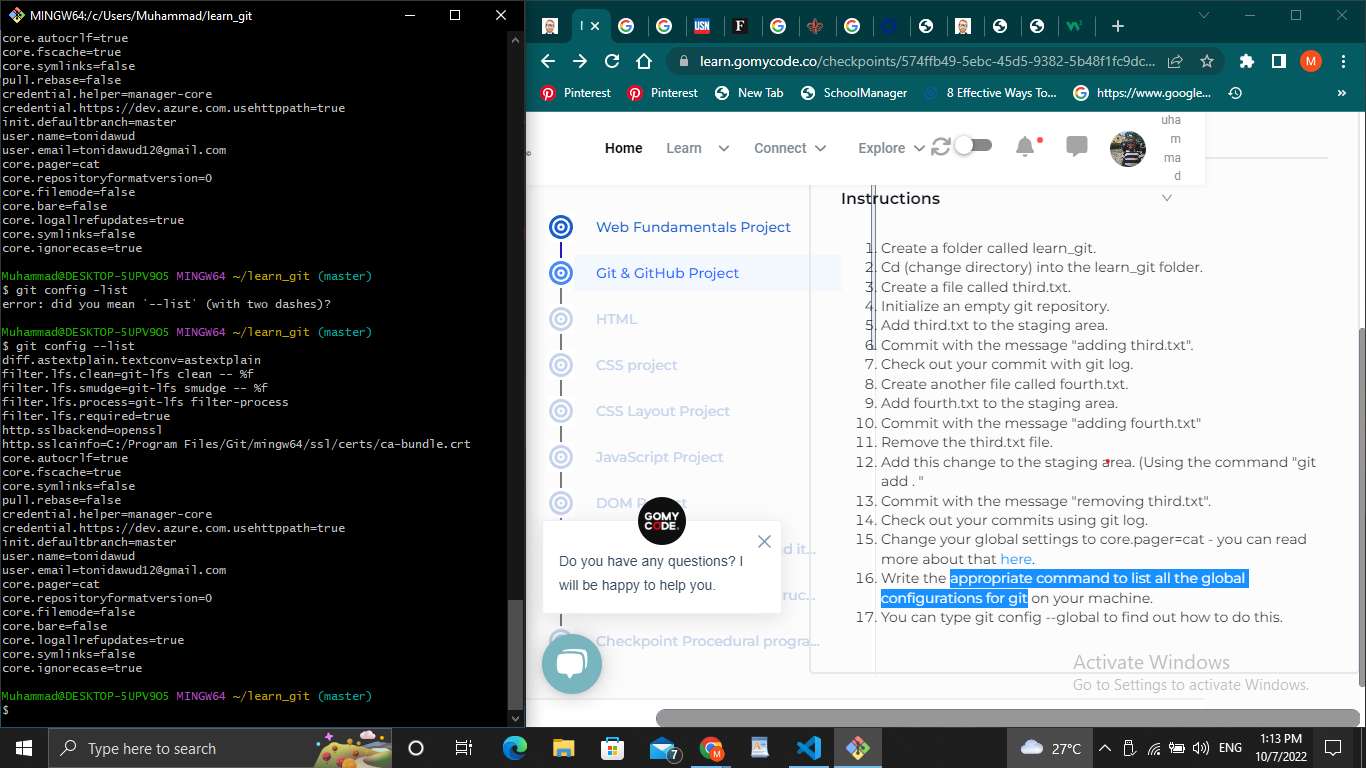 MINGW64:/c/Users/Muhammad/learn_git
core.autocrlf=true
core.fscache=true
core.symlinks=false
pull.rebase=false
credential.helper=manager-core
credential.https://dev.azure.com.usehttppath=true
init.defaultbranch=master
user.name=tonidawud
user.email=tonidawud12@gmail.com
core.pager=cat
core.repositoryformatversion=0
core.filemode=false
core.bare=false
core.logallrefupdates=true
core.symlinks=false
core.ignorecase=true
Muhammad@DESKTOP-5UPV9O5 MINGW64 ~/learn_git (master)
$ git config -list
error: did you mean `--list` (with two dashes)?
Muhammad@DESKTOP-5UPV9O5 MINGW64 ~/learn_git (master)
$ git config --list
diff.astextplain.textconv=astextplain
filter.lfs.clean=git-lfs clean -- %f
filter.lfs.smudge=git-lfs smudge -- %f
filter.lfs.process=git-lfs filter-process
filter.lfs.required=true
http.sslbackend=openssl
http.sslcainfo=C:/Program Files/Git/mingw64/ssl/certs/ca-bundle.crt
core.autocrlf=true
core.fscache=true
core.symlinks=false
pull.rebase=false
credential.helper=manager-core
credential.https://dev.azure.com.usehttppath=true
init.defaultbranch=master
user.name=tonidawud
user.email=tonidawud12@gmail.com
core.pager=cat
core.repositoryformatversion=0
core.filemode=false
core.bare=false
core.logallrefupdates=true
core.symlinks=false
core.ignorecase=true
Muhammad@DESKTOP-5UPV9O5 MINGW64 ~/learn_git (master)
$
USN
F
learn.gomycode.co/checkpoints/574ffb49-5ebc-45d5-9382-5b48f1fc9dc...
M
Pinterest
Pinterest
New Tab
SchoolManager
8 Effective Ways To...
https://www.google...
»
Home
Learn
Connect
Explore
uha
m
ma
d
Web Fundamentals Project
Git & GitHub Project
HTML
CSS project
CSS Layout Project
JavaScript Project
DOM Project
Checkpoint Procedural progra...
GOMY
CODE
Do you have any questions? I
will be happy to help you.
Instructions
1. Create a folder called learn_git.
2. Cd (change directory) into the learn_git folder.
3. Create a file called third.txt.
4. Initialize an empty git repository.
5. Add third.txt to the staging area.
6. Commit with the message "adding third.txt".
7. Check out your commit with git log.
8. Create another file called fourth.txt.
9. Add fourth.txt to the staging area.
10. Commit with the message "adding fourth.txt"
11. Remove the third.txt file.
12. Add this change to the staging area. (Using the command "git
add . "
13. Commit with the message "removing third.txt".
14. Check out your commits using git log.
15. Change your global settings to core.pager=cat - you can read
more about that here.
16. Write the appropriate command to list all the global
configurations for git on your machine.
17. You can type git config --global to find out how to do this.
Activate Windows
Go to Settings to activate Windows.
Type here to search
7
M
27°C
ENG
1:13 PM
10/7/2022